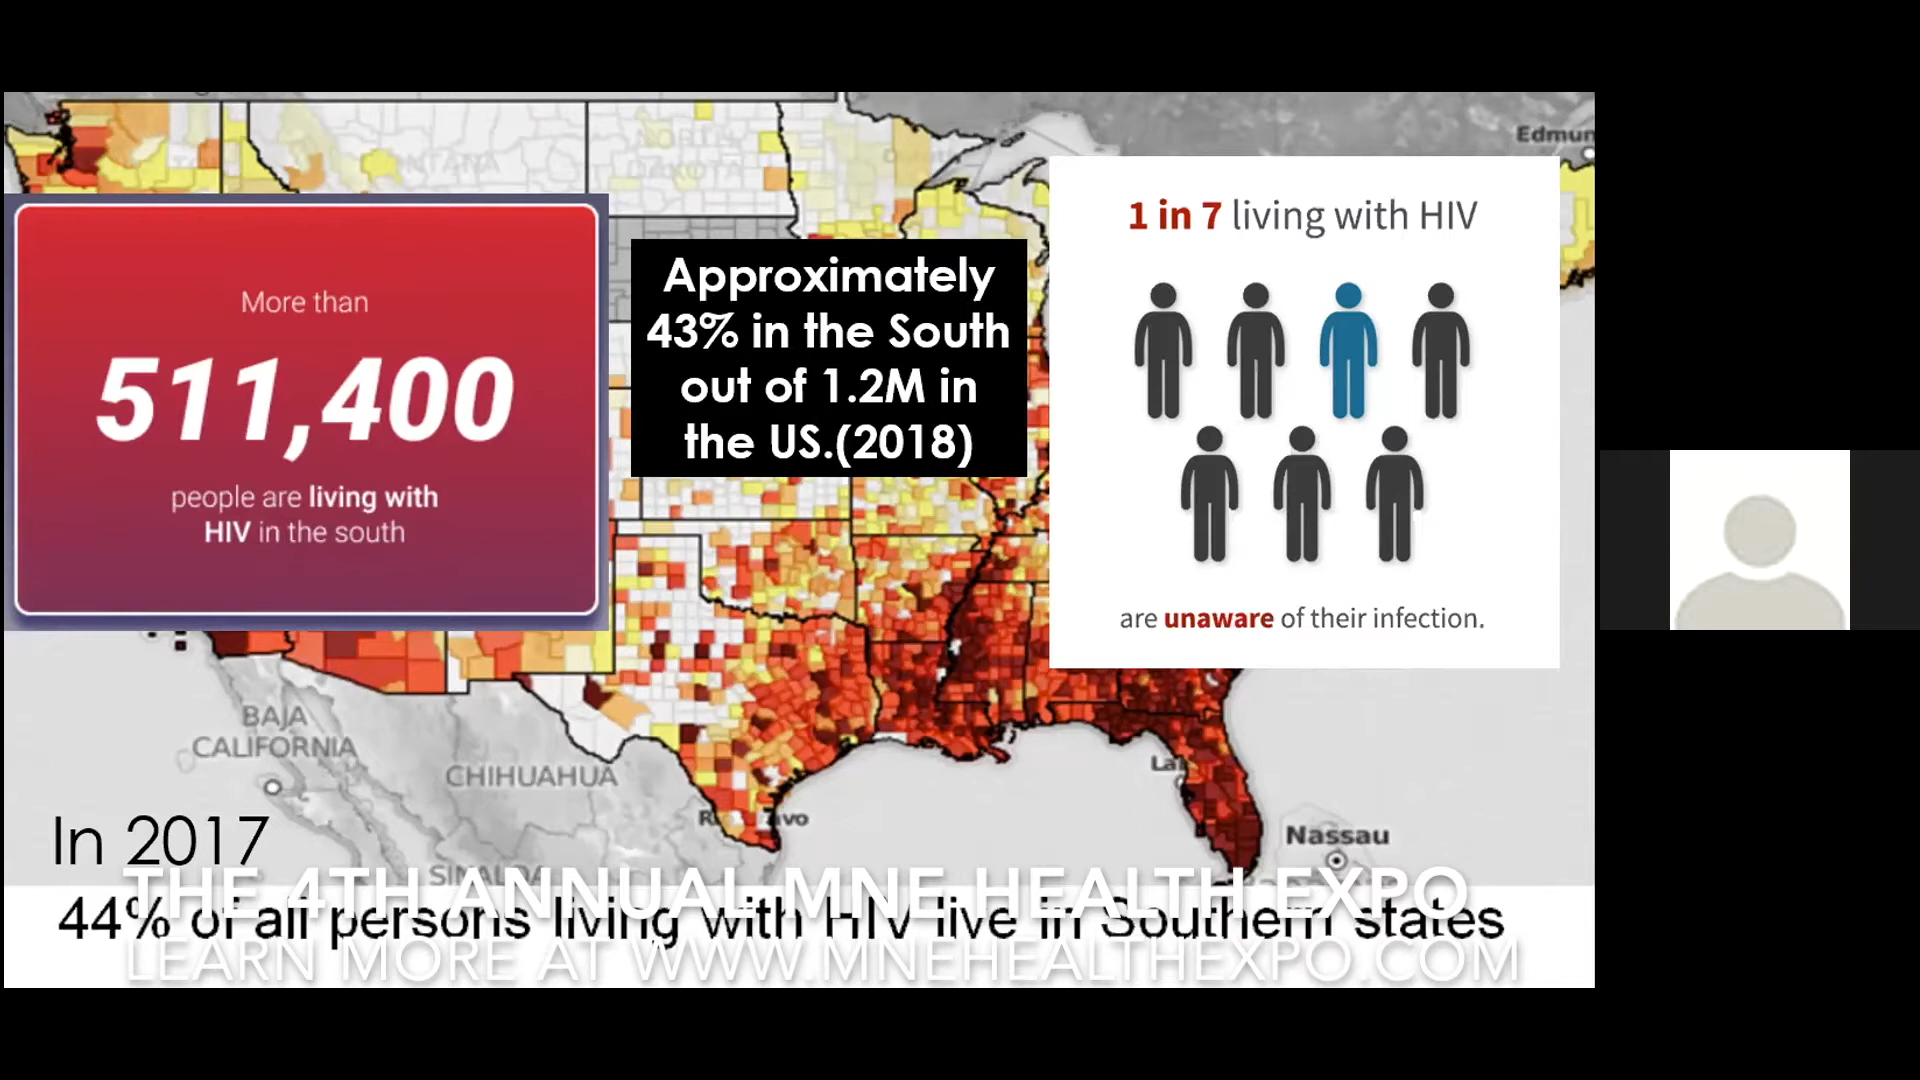 Edmun
NORTH
DAKOTA
More than
511,400
people are living with
HIV in the south
Approximately
43% in the South
out of 1.2M in
the US.(2018)
1 in 7 living with HIV
are unaware of their infection.
BAJA
CALIFORNIA
CHIHUAHUA
Nassau
In 2017
44% of all persons living with HIV live in Southern states
THE 4TH ANNUAL MNE HEALTH EXPO
LEARN MORE AT WWW.MNEHEALTHEXPO.COM